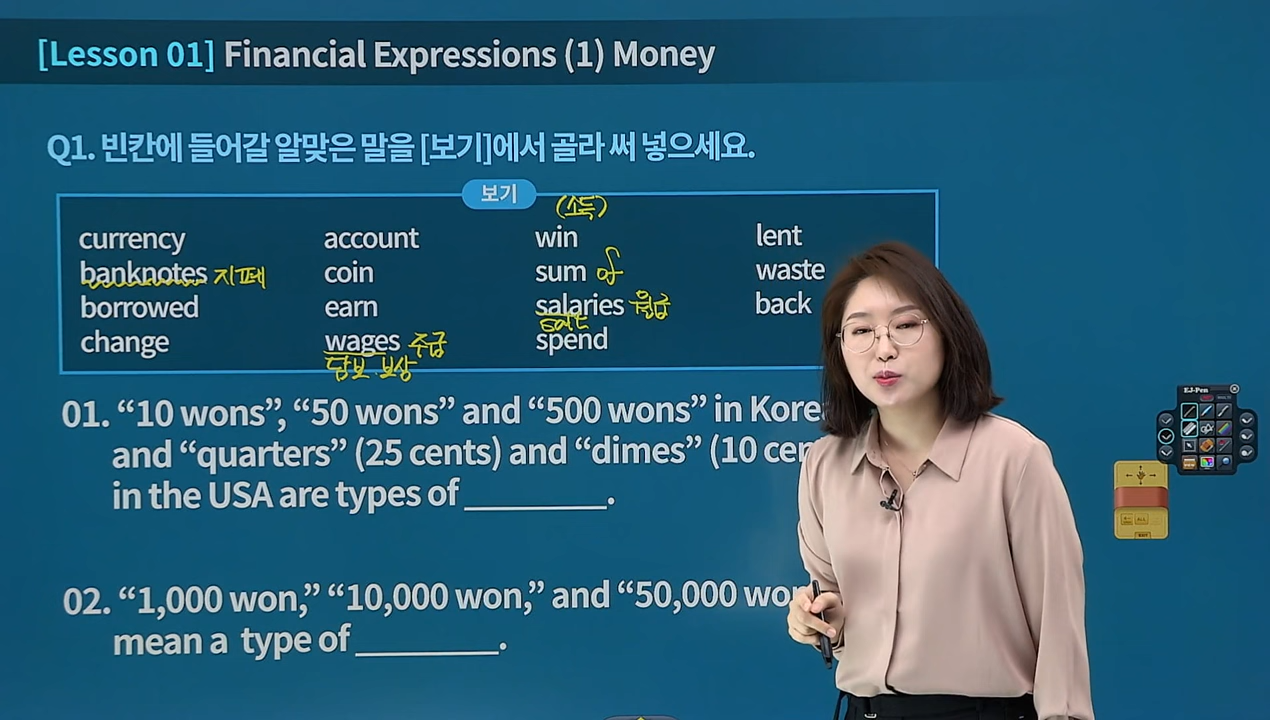 [Lesson 01] Financial Expressions (1) Money
Q1. 빈칸에 들어갈 알맞은 말을 [보기]에서 골라 써 넣으세요.
보기
(소득)
currency account win lent
banknotes 지폐 coin sum of waste
borrowed earn salaries 월급 back
salt
change wages 주급 spend
담보. 보상
01. “10 wons”, “50 wons” and “500 wons” in Kore
and “quarters” (25 cents) and “dimes” (10 cen
in the USA are types of ________.
02. “1,000 won,” “10,000 won,” and “50,000 wo
mean a type of ________.
EJ-Pen
ALL
EXIT